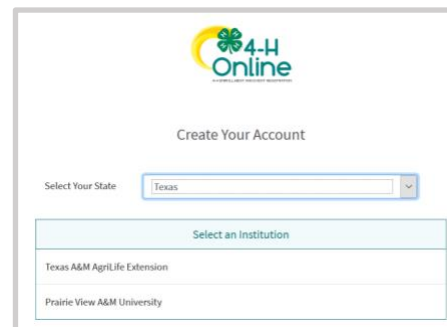 4-H
Online
Create Your Account
Select Your State
Texas
Select an Institution
Texas A&M AgriLife Extension
Prairie View A&M University